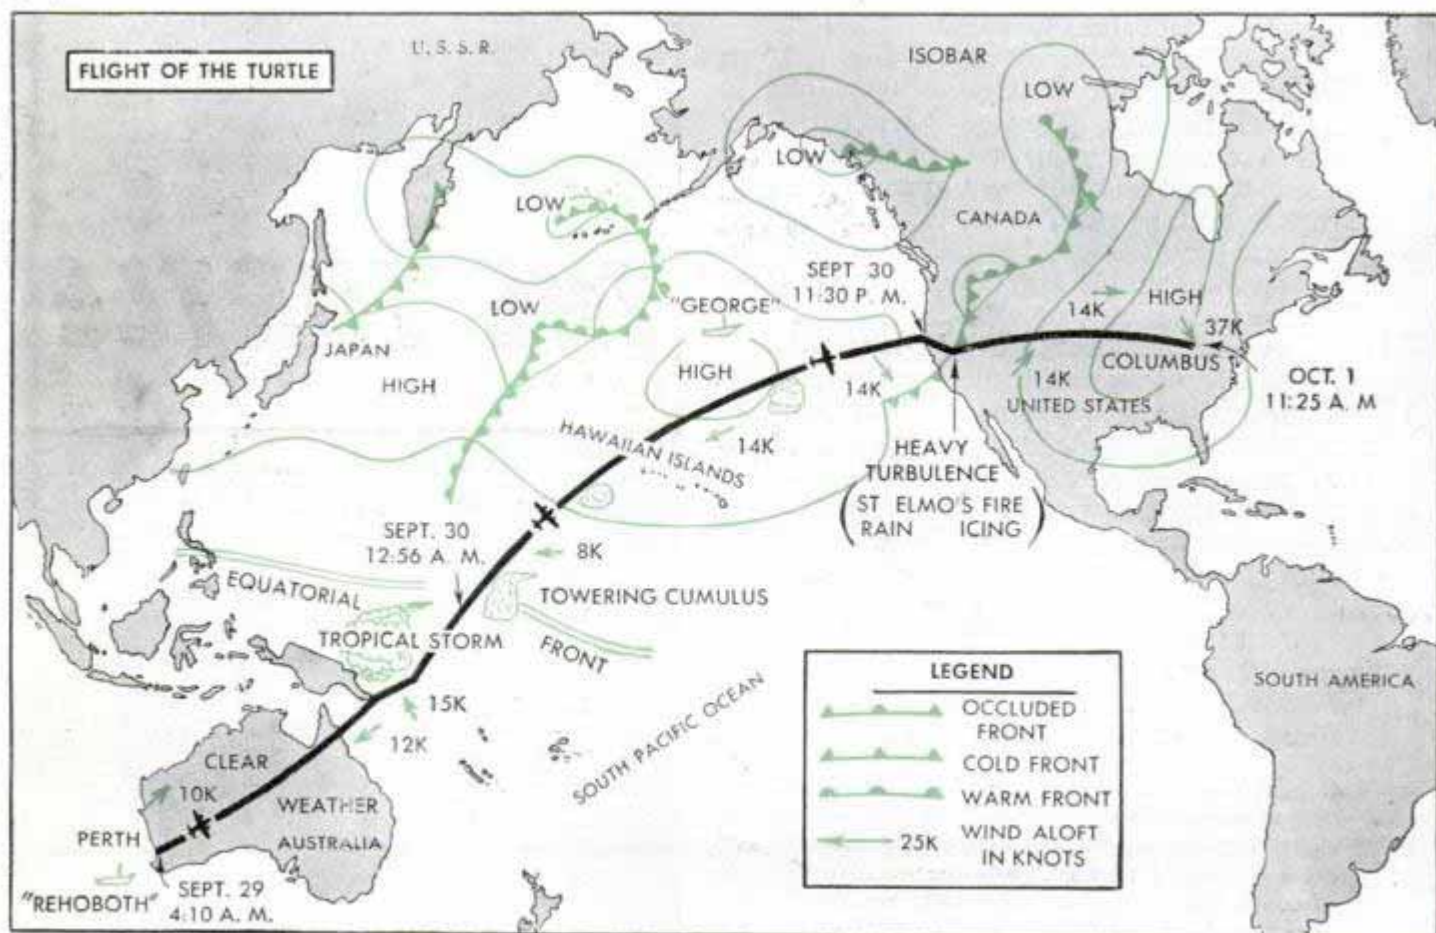 FLIGHT OF THE TURTLE
U.S.S.R.
ISOBAR
LOW
LOW
LOW
CANADA
SEPT. 30
11:30 P. M.
"GEORGE"
LOW
14K
HIGH
37K
JAPAN
COLUMBUS
HIGH
HIGH
14K
14K
OCT. 1
11:25 A. M
UNITED STATES
14K
HAWAIIAN ISLANDS
HEAVY
TURBULENCE
(ST ELMO'S FIRE
RAIN ICING)
SEPT. 30
12:56 A. M.
8K
EQUATORIAL
TOWERING CUMULUS
TROPICAL STORM
FRONT
15K
12K
SOUTH PACIFIC OCEAN
SOUTH AMERICA
CLEAR
10K
WEATHER
PERTH
AUSTRALIA
"REHOBOTH"
SEPT. 29
4:10 A. M.
LEGEND
OCCLUDED
FRONT
COLD FRONT
WARM FRONT
25K WIND ALOFT
IN KNOTS